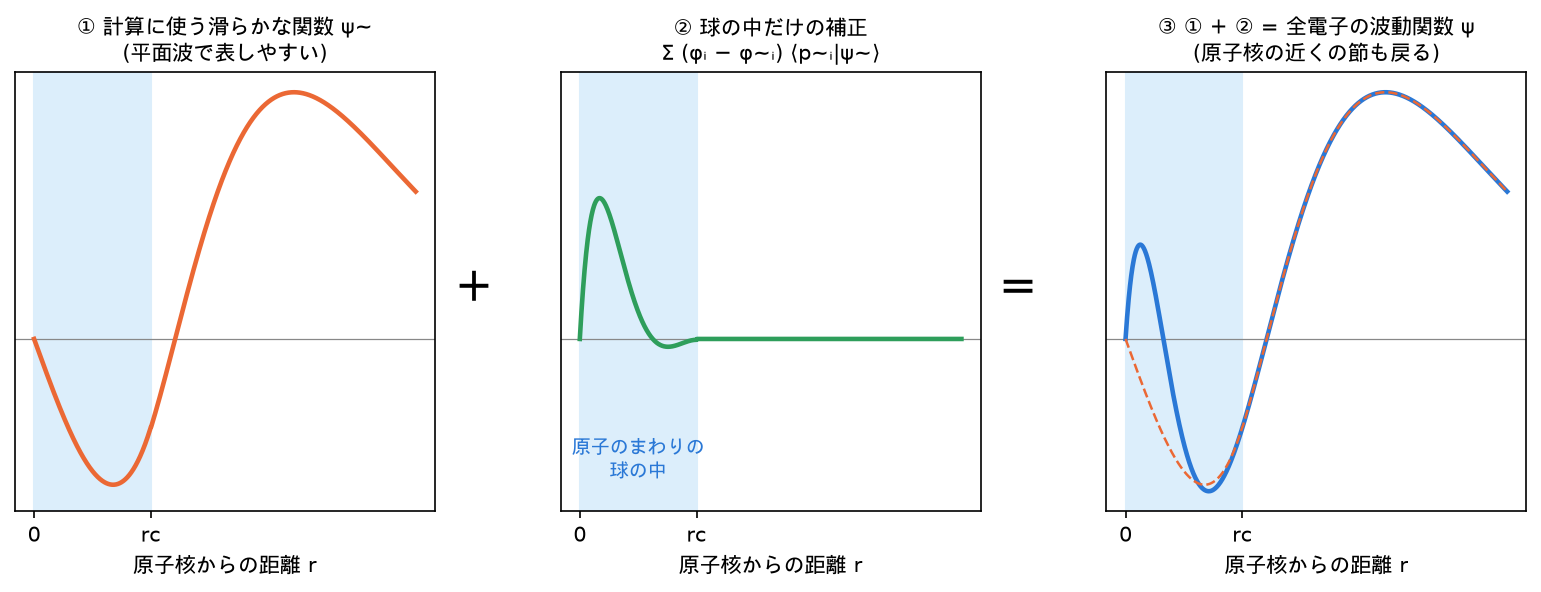 ① 計算に使う滑らかな関数 ψ~
(平面波で表しやすい)
② 球の中だけの補正
Σ (φᵢ − φ~ᵢ) ⟨p~ᵢ|ψ~⟩
③ ① + ② = 全電子の波動関数 ψ
(原子核の近くの節も戻る)
+
=
原子のまわりの
球の中
0 rc
原子核からの距離 r
0 rc
原子核からの距離 r
0 rc
原子核からの距離 r